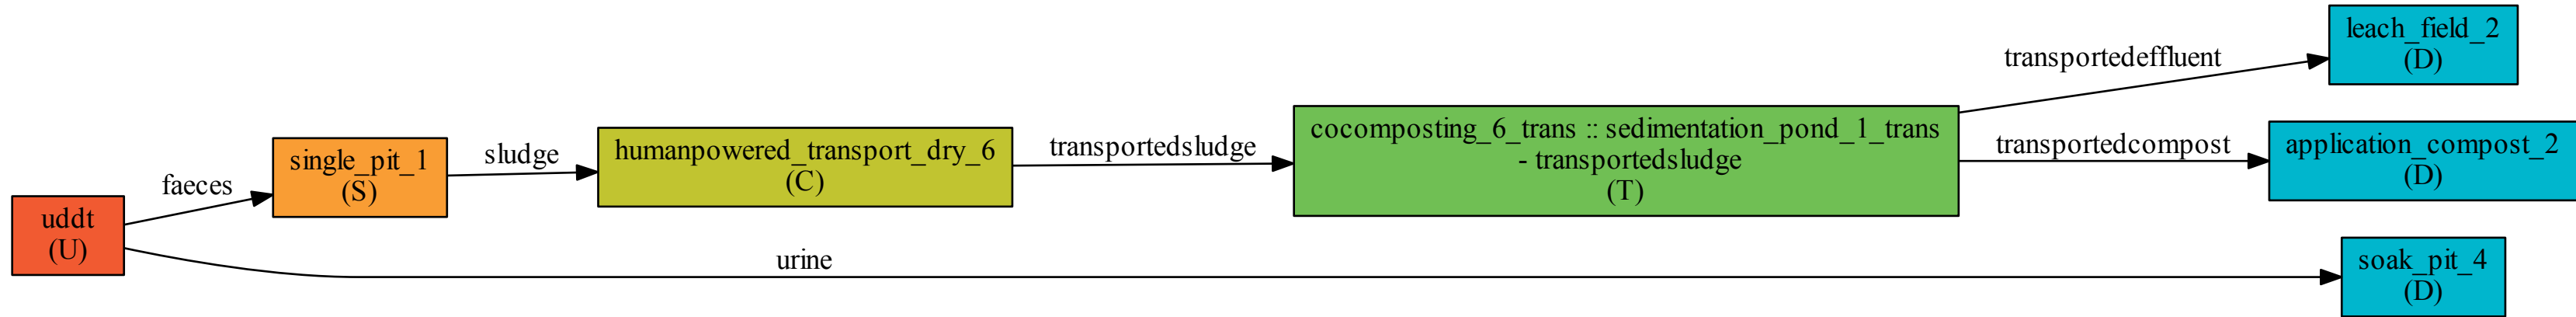 uddt
(U)
faeces
urine
single_pit_1
(S)
sludge
humanpowered_transport_dry_6
(C)
transportedsludge
cocomposting_6_trans :: sedimentation_pond_1_trans
- transportedsludge
(T)
transportedeffluent
transportedcompost
leach_field_2
(D)
application_compost_2
(D)
soak_pit_4
(D)